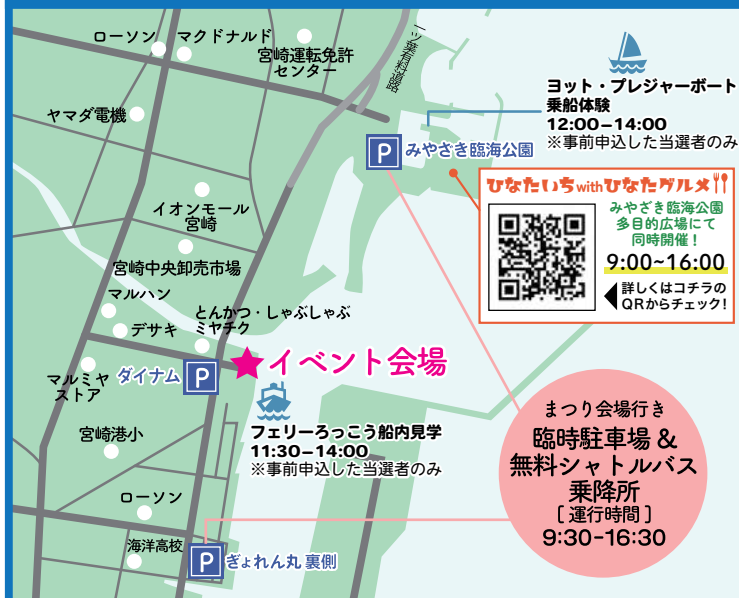 ローソン
マクドナルド
宮崎運転免許
センター
一ツ葉有料道路
ヨット・プレジャーボート
乗船体験
12:00–14:00
※事前申込した当選者のみ
ヤマダ電機
P
みやざき臨海公園
ひなたいちwithひなたグルメ
みやざき臨海公園
多目的広場にて
同時開催！
9:00~16:00
詳しくはコチラの
QRからチェック！
イオンモール
宮崎
宮崎中央卸売市場
マルハン
デサキ
とんかつ・しゃぶしゃぶ
ミヤチク
イベント会場
ダイナム
P
マルミヤ
ストア
フェリーろっこう船内見学
11:30–14:00
※事前申込した当選者のみ
宮崎港小
まつり会場行き
臨時駐車場＆
無料シャトルバス
乗降所
［運行時間］
9:30-16:30
ローソン
海洋高校
P
ぎょれん丸 裏側